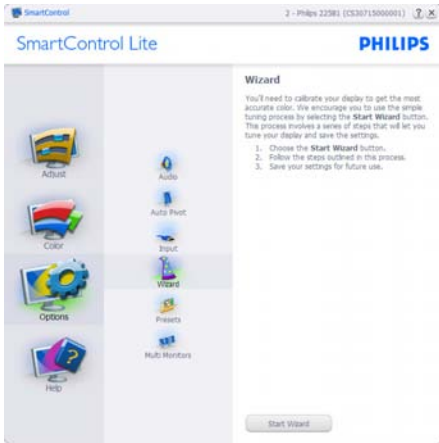 SmartControl
2 - Philips 225B1 (CS30715000001)
SmartControl Lite
PHILIPS
Adjust
Color
Options
Help
Audio
Auto Pivot
Input
Wizard
Presets
Multi Monitors
Wizard
You'll need to calibrate your display to get the most
accurate color. We encourage you to use the simple
tuning process by selecting the Start Wizard button.
This process involves a series of steps that will let you
tune your display and save the settings.
1. Choose the Start Wizard button.
2. Follow the steps outlined in this process.
3. Save your settings for future use.
Start Wizard